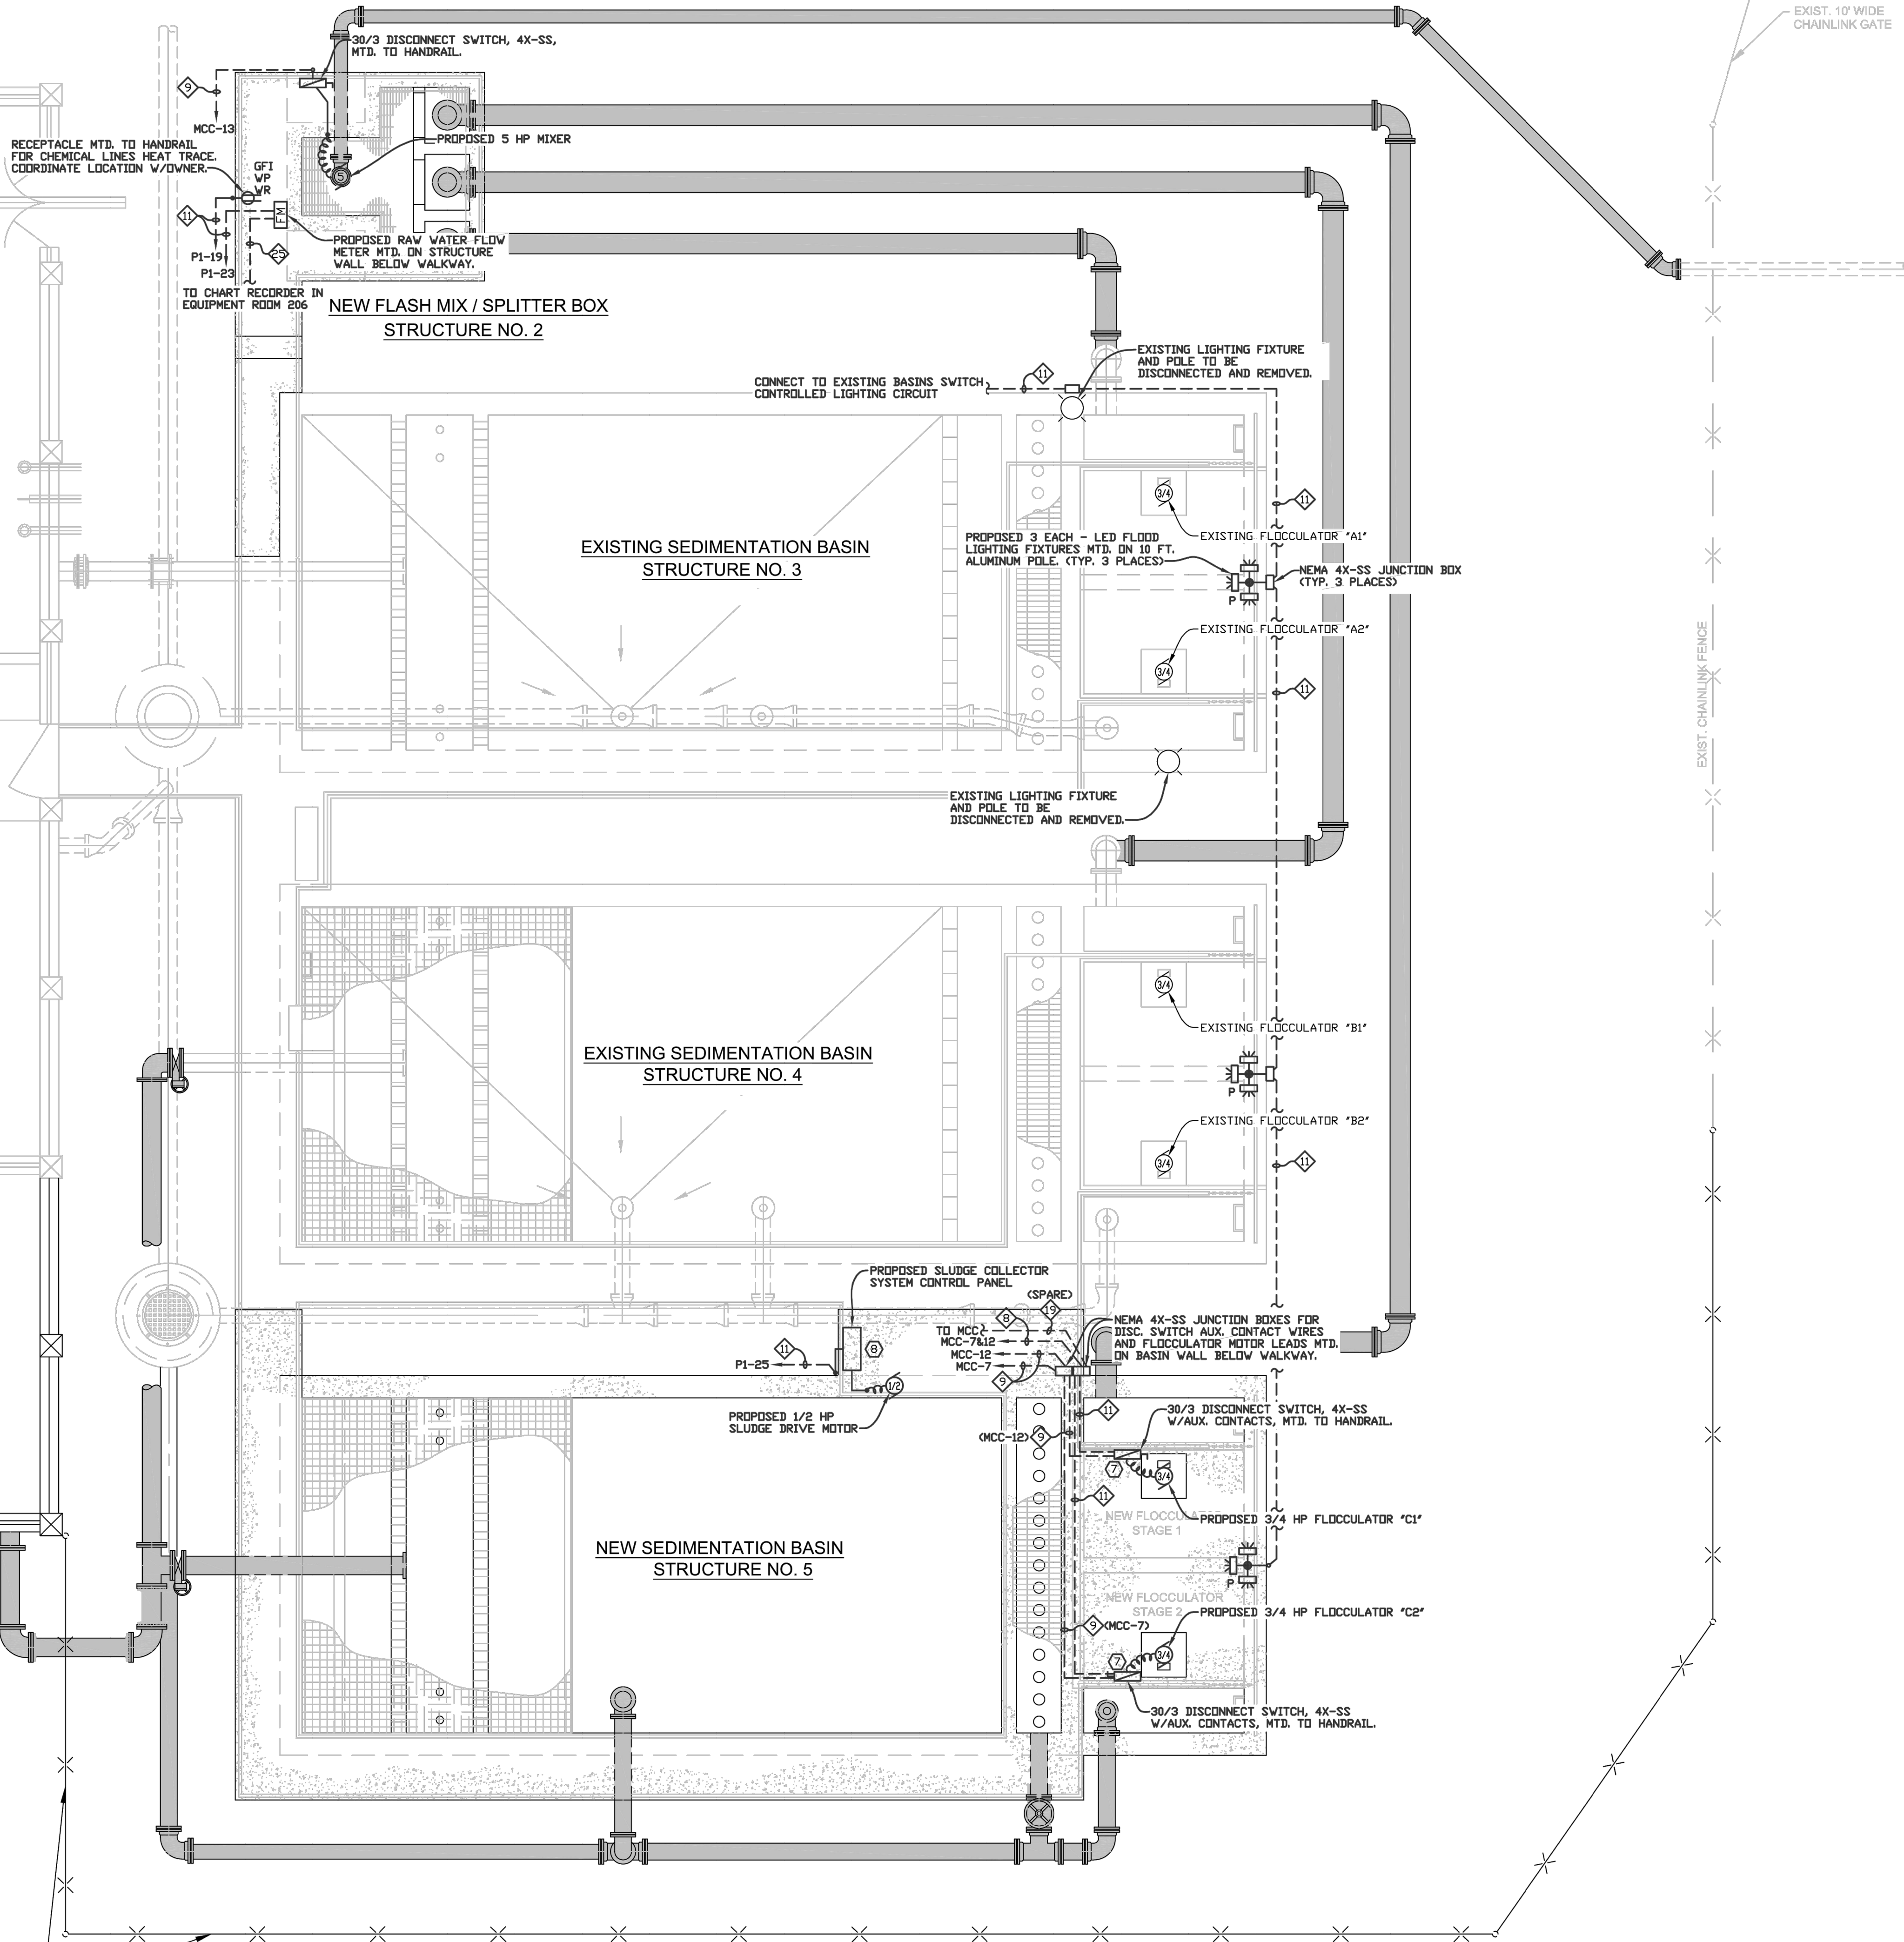 EXIST. 10' WIDE
CHAINLINK GATE
30/3 DISCONNECT SWITCH, 4X-SS,
MTD. TO HANDRAIL.
9
MCC-13
PROPOSED 5 HP MIXER
RECEPTACLE MTD. TO HANDRAIL
FOR CHEMICAL LINES HEAT TRACE.
COORDINATE LOCATION W/OWNER.
GFI
WP
WR
5
FM
11
P1-19
P1-23
25
PROPOSED RAW WATER FLOW
METER MTD. ON STRUCTURE
WALL BELOW WALKWAY.
TO CHART RECORDER IN
EQUIPMENT ROOM 206
NEW FLASH MIX / SPLITTER BOX
STRUCTURE NO. 2
EXISTING LIGHTING FIXTURE
AND POLE TO BE
DISCONNECTED AND REMOVED.
CONNECT TO EXISTING BASINS SWITCH
CONTROLLED LIGHTING CIRCUIT
11
11
3/4
EXISTING FLOCCULATOR "A1"
PROPOSED 3 EACH - LED FLOOD
LIGHTING FIXTURES MTD. ON 10 FT.
ALUMINUM POLE. (TYP. 3 PLACES)
EXISTING SEDIMENTATION BASIN
STRUCTURE NO. 3
NEMA 4X-SS JUNCTION BOX
(TYP. 3 PLACES)
P
EXISTING FLOCCULATOR "A2"
3/4
11
EXIST. CHAINLINK FENCE
EXISTING LIGHTING FIXTURE
AND POLE TO BE
DISCONNECTED AND REMOVED.
3/4
EXISTING FLOCCULATOR "B1"
EXISTING SEDIMENTATION BASIN
STRUCTURE NO. 4
P
EXISTING FLOCCULATOR "B2"
3/4
11
PROPOSED SLUDGE COLLECTOR
SYSTEM CONTROL PANEL
(SPARE)
19
8
TO MCC
MCC-7&12
MCC-12
MCC-7
9
NEMA 4X-SS JUNCTION BOXES FOR
DISC. SWITCH AUX. CONTACT WIRES
AND FLOCCULATOR MOTOR LEADS MTD.
ON BASIN WALL BELOW WALKWAY.
8
11
P1-25
1/2
PROPOSED 1/2 HP
SLUDGE DRIVE MOTOR
11
30/3 DISCONNECT SWITCH, 4X-SS
W/AUX. CONTACTS, MTD. TO HANDRAIL.
(MCC-12)
9
7
3/4
11
NEW FLOCCULA
STAGE 1
PROPOSED 3/4 HP FLOCCULATOR "C1"
NEW SEDIMENTATION BASIN
STRUCTURE NO. 5
P
NEW FLOCCULATOR
STAGE 2
PROPOSED 3/4 HP FLOCCULATOR "C2"
9
(MCC-7)
3/4
7
30/3 DISCONNECT SWITCH, 4X-SS
W/AUX. CONTACTS, MTD. TO HANDRAIL.